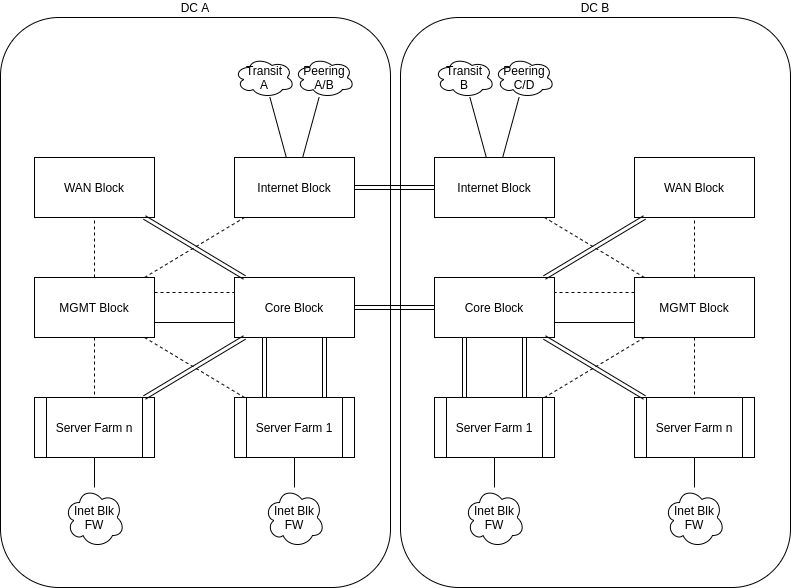 DC A
DC B
Transit
A
Peering
A/B
Transit
B
Peering
C/D
WAN Block
Internet Block
Internet Block
WAN Block
MGMT Block
Core Block
Core Block
MGMT Block
Server Farm n
Server Farm 1
Server Farm 1
Server Farm n
Inet Blk
FW
Inet Blk
FW
Inet Blk
FW
Inet Blk
FW